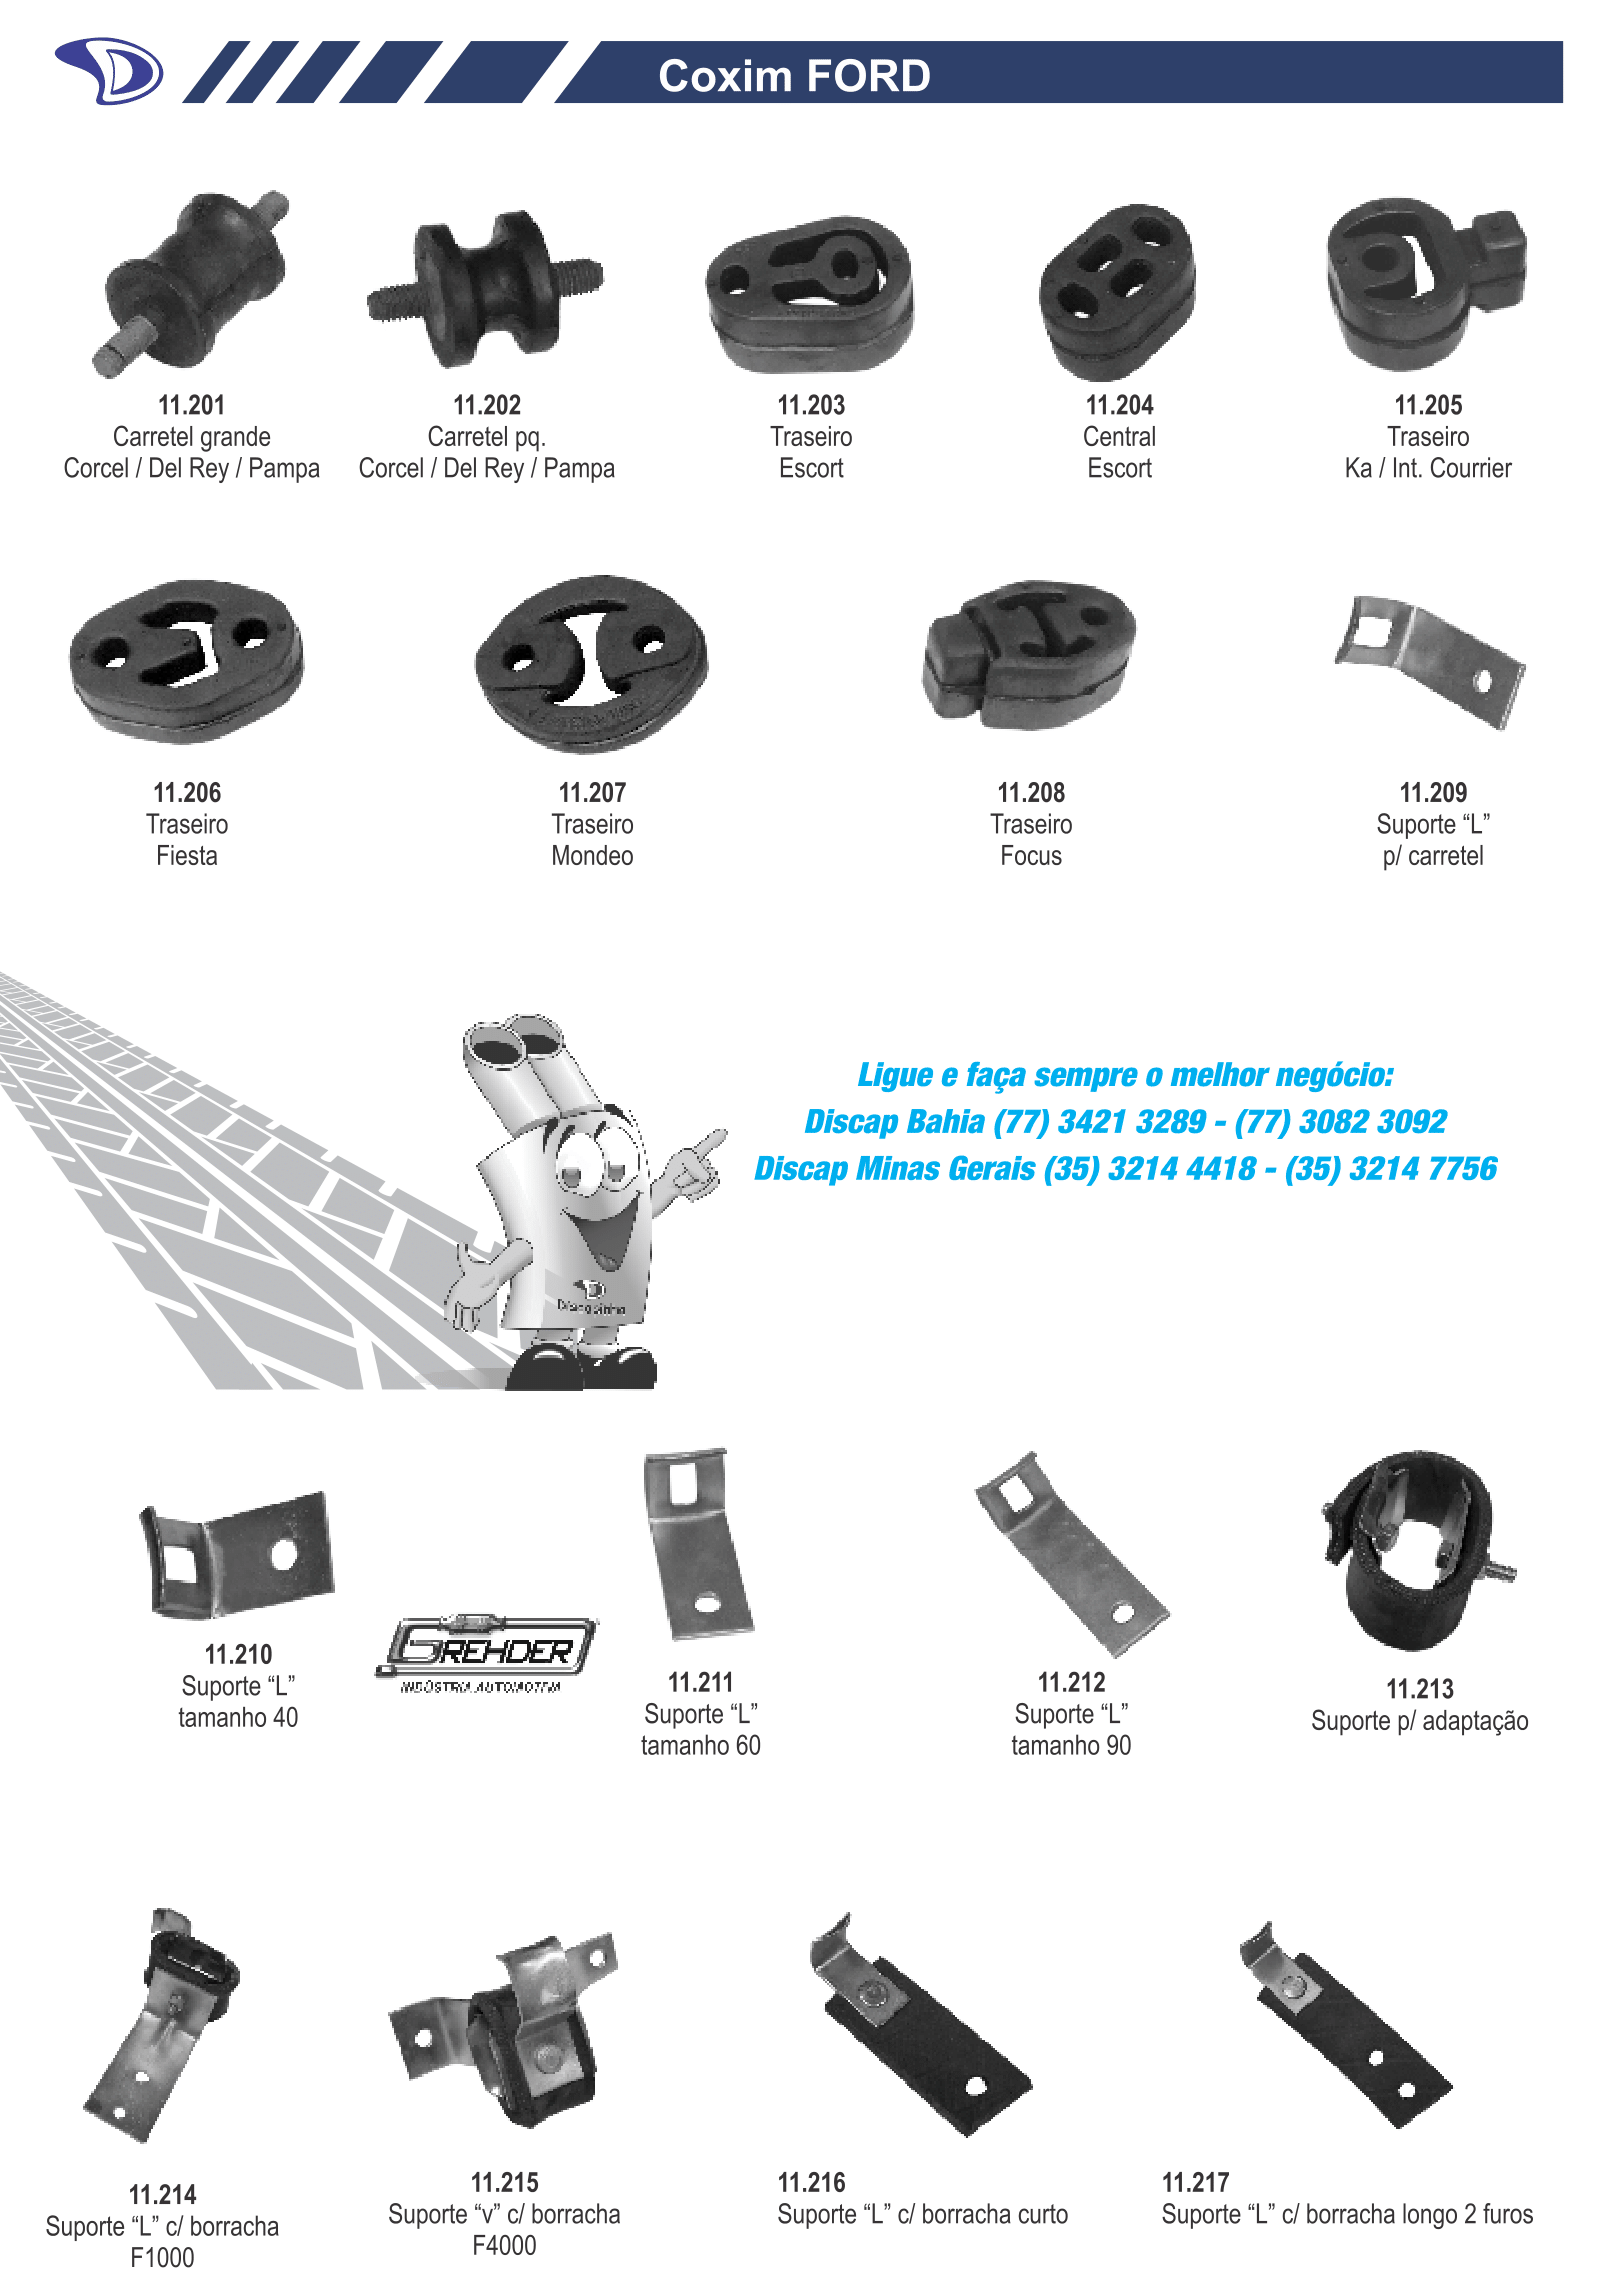 Coxim FORD
11.201
Carretel grande
Corcel / Del Rey / Pampa
11.202
Carretel pq.
Corcel / Del Rey / Pampa
11.203
Traseiro
Escort
11.204
Central
Escort
11.205
Traseiro
Ka / Int. Courrier
11.206
Traseiro
Fiesta
11.207
Traseiro
Mondeo
11.208
Traseiro
Focus
11.209
Suporte “L”
p/ carretel
Ligue e faça sempre o melhor negócio:
Discap Bahia (77) 3421 3289 - (77) 3082 3092
Discap Minas Gerais (35) 3214 4418 - (35) 3214 7756
11.210
Suporte “L”
tamanho 40
GREHDER
INDÚSTRIA AUTOMOTIVA
11.211
Suporte “L”
tamanho 60
11.212
Suporte “L”
tamanho 90
11.213
Suporte p/ adaptação
11.214
Suporte “L” c/ borracha
F1000
11.215
Suporte “v” c/ borracha
F4000
11.216
Suporte “L” c/ borracha curto
11.217
Suporte “L” c/ borracha longo 2 furos